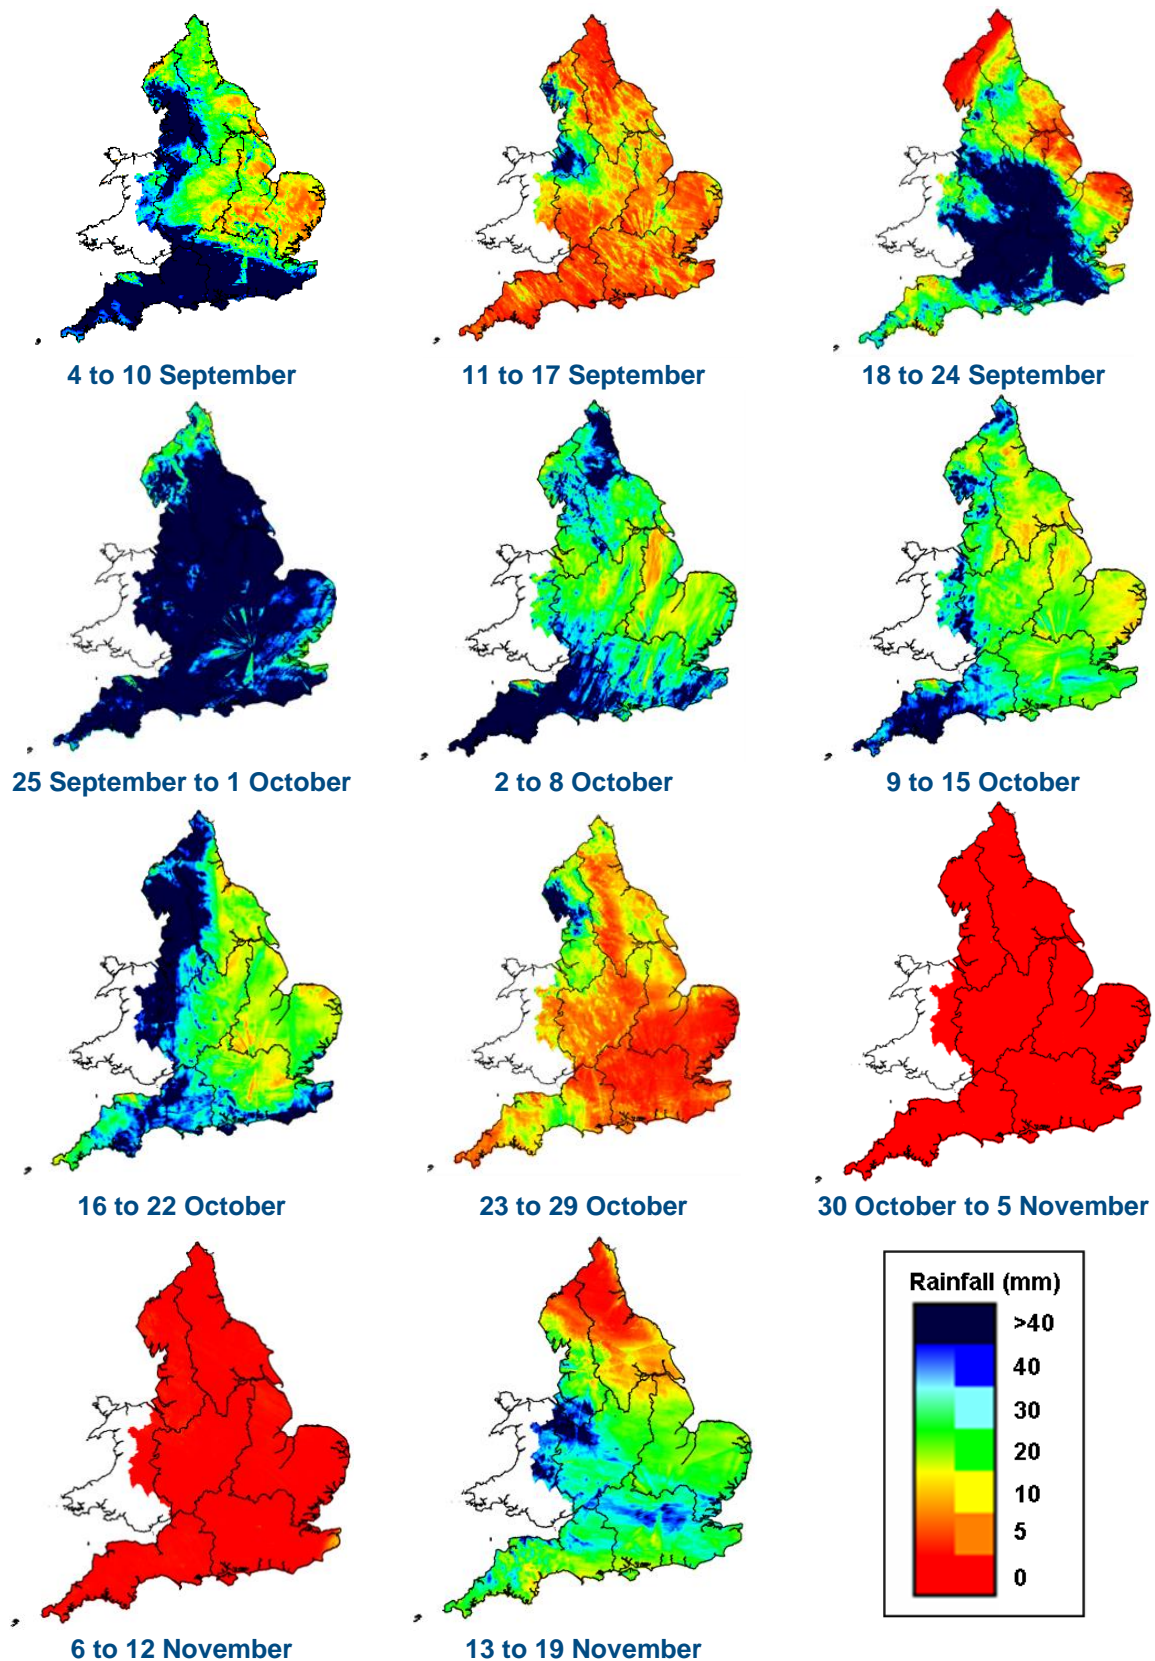 4 to 10 September
11 to 17 September
18 to 24 September
25 September to 1 October
2 to 8 October
9 to 15 October
16 to 22 October
23 to 29 October
30 October to 5 November
6 to 12 November
13 to 19 November
Rainfall (mm)
>40
40
30
20
10
5
0